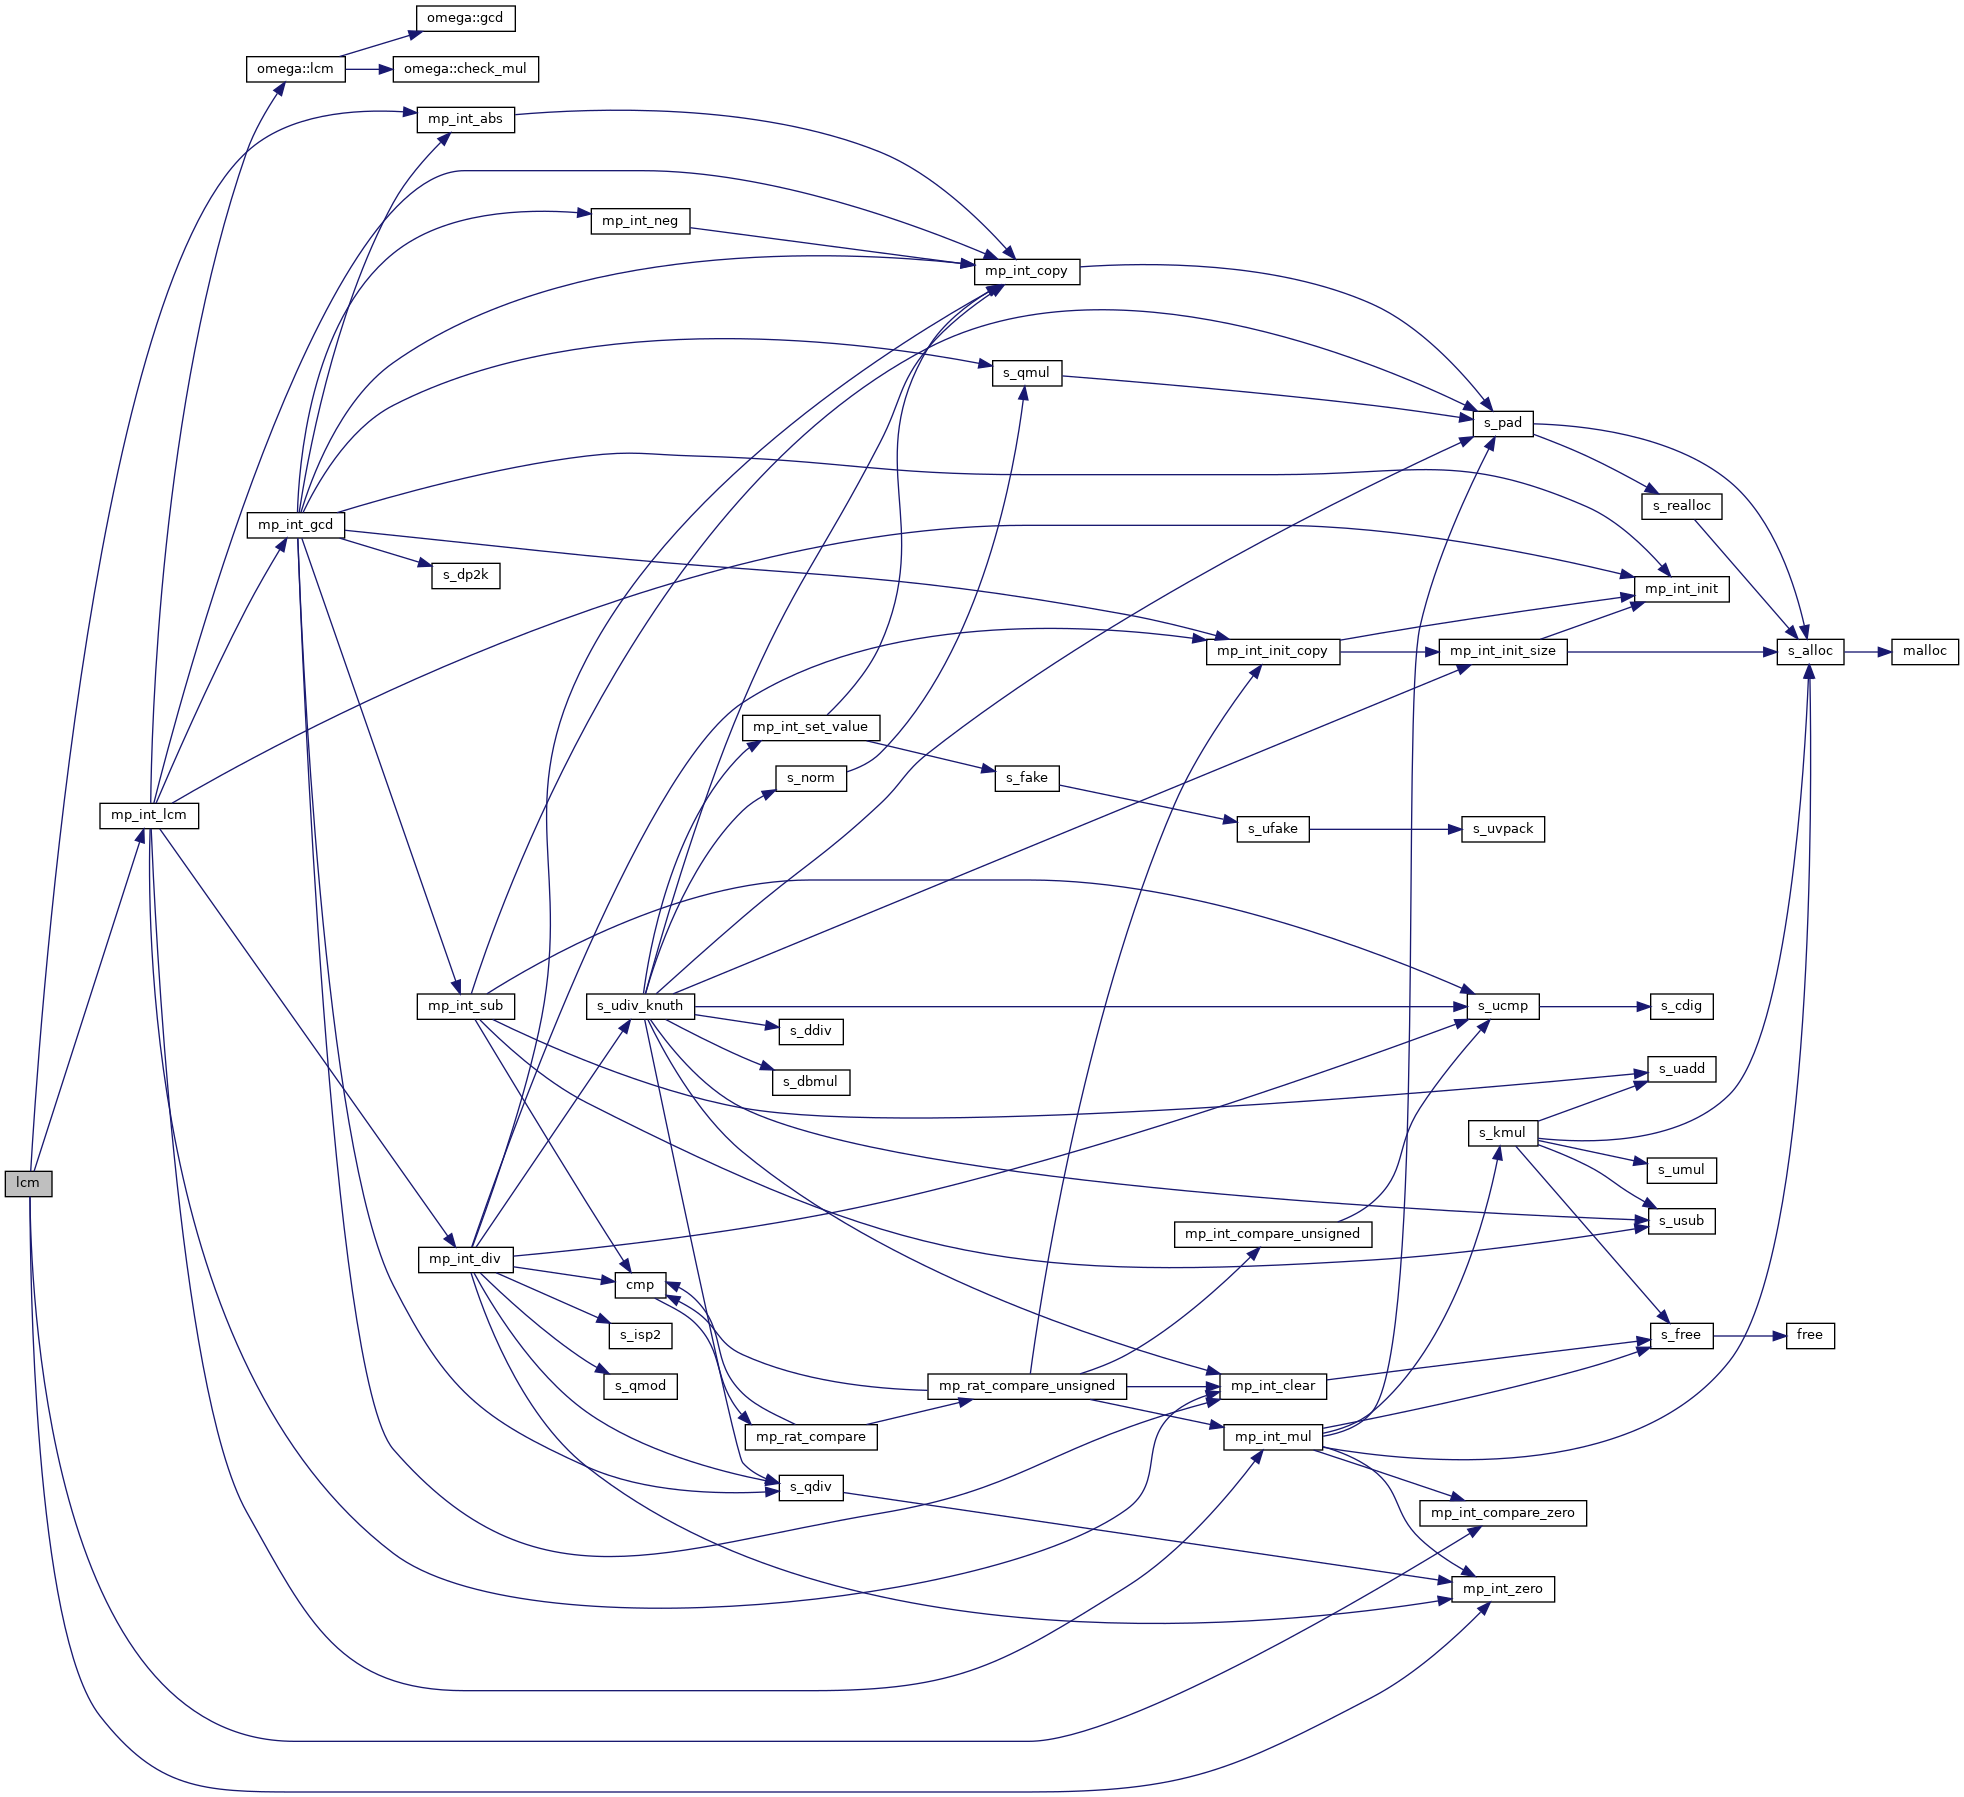 omega::gcd
omega::lcm
omega::check_mul
mp_int_abs
mp_int_neg
mp_int_copy
s_qmul
s_pad
s_realloc
mp_int_gcd
s_dp2k
mp_int_init
mp_int_init_copy
mp_int_init_size
s_alloc
malloc
mp_int_set_value
s_norm
s_fake
mp_int_lcm
s_ufake
s_uvpack
mp_int_sub
s_udiv_knuth
s_ucmp
s_cdig
s_ddiv
s_uadd
s_dbmul
s_kmul
s_umul
lcm
s_usub
mp_int_compare_unsigned
mp_int_div
cmp
s_isp2
s_free
free
s_qmod
mp_rat_compare_unsigned
mp_int_clear
mp_rat_compare
mp_int_mul
s_qdiv
mp_int_compare_zero
mp_int_zero